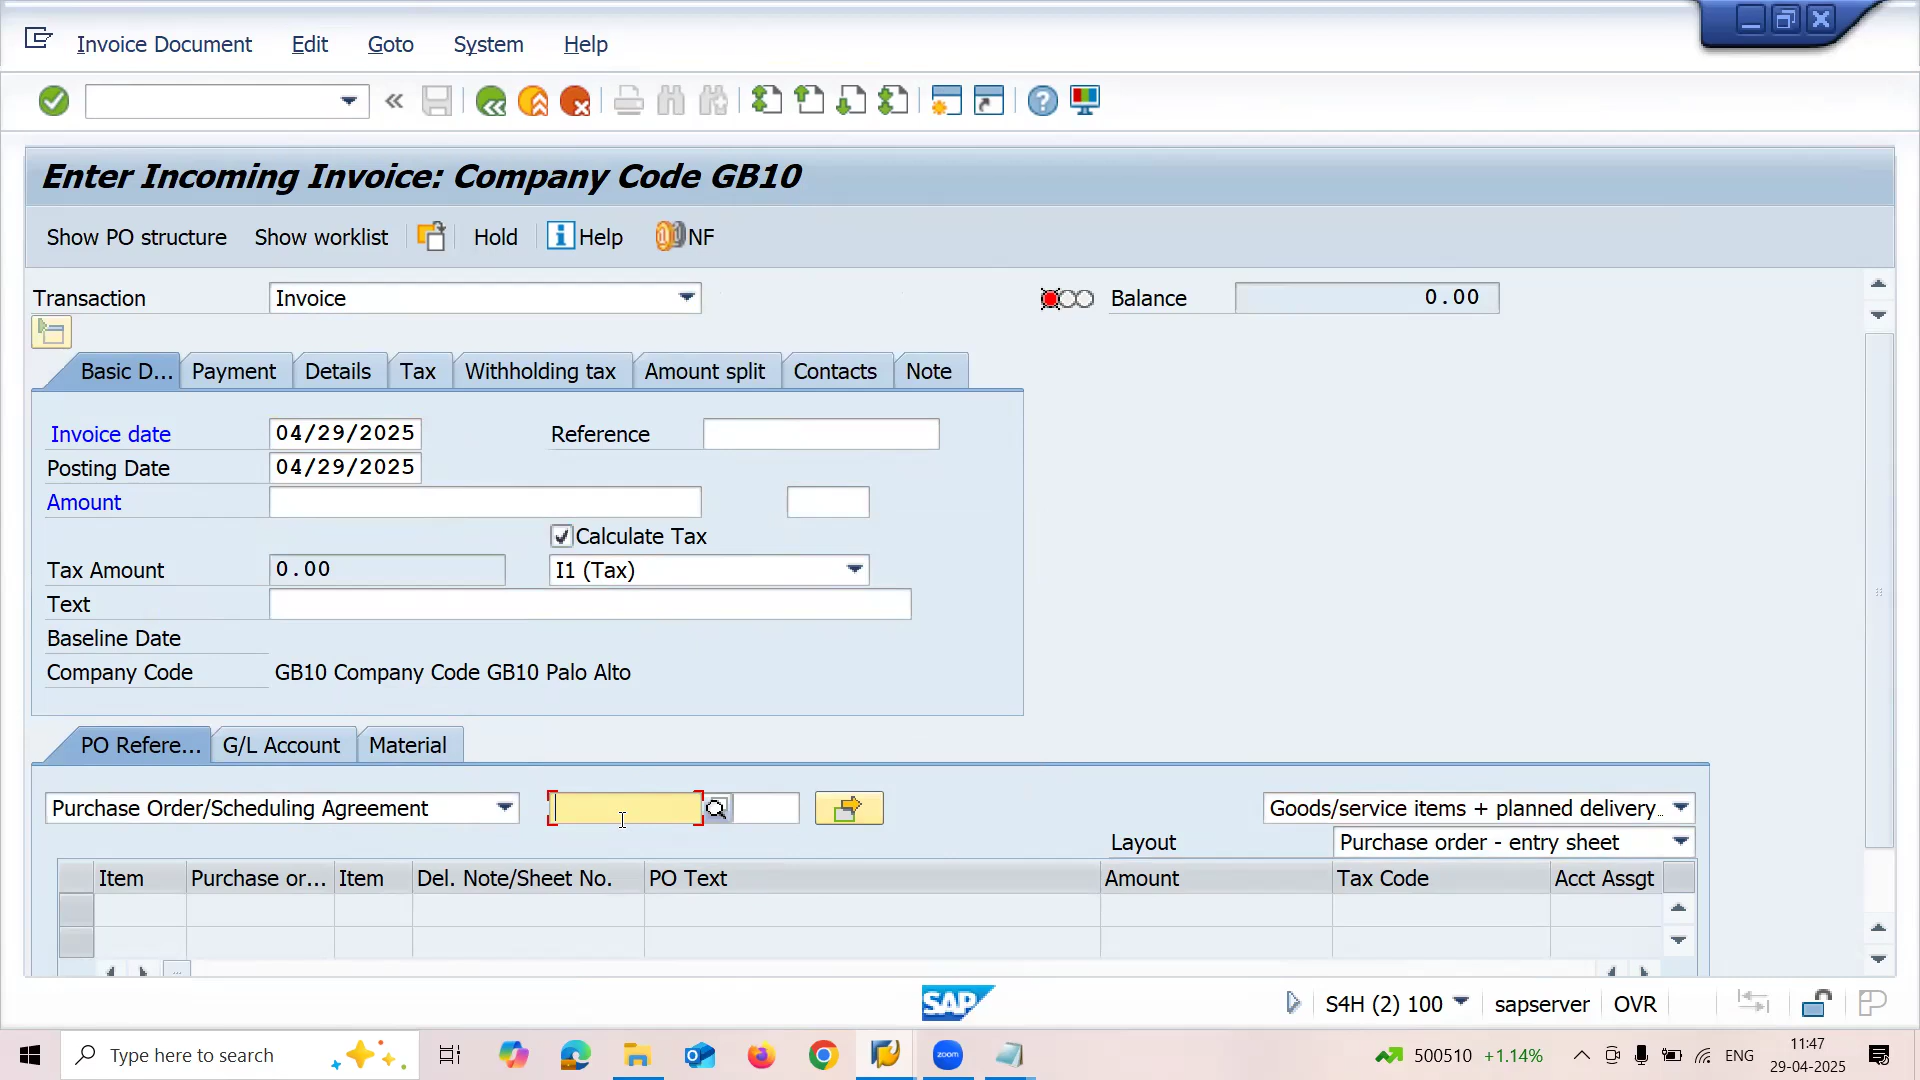 Invoice Document Edit Goto System Help
Enter Incoming Invoice: Company Code GB10
Show PO structure Show worklist Hold Help NF
Transaction Invoice Balance 0.00
Basic D... Payment Details Tax Withholding tax Amount split Contacts Note
Invoice date 04/29/2025 Reference
Posting Date 04/29/2025
Amount
Calculate Tax
Tax Amount 0.00 I1 (Tax)
Text
Baseline Date
Company Code GB10 Company Code GB10 Palo Alto
PO Refere... G/L Account Material
Purchase Order/Scheduling Agreement Goods/service items + planned delivery..
Layout Purchase order - entry sheet
Item Purchase or... Item Del. Note/Sheet No. PO Text Amount Tax Code Acct Assgt
...
SAP S4H (2) 100 sapserver OVR
Type here to search zoom 500510 +1.14% ENG 11:47
29-04-2025